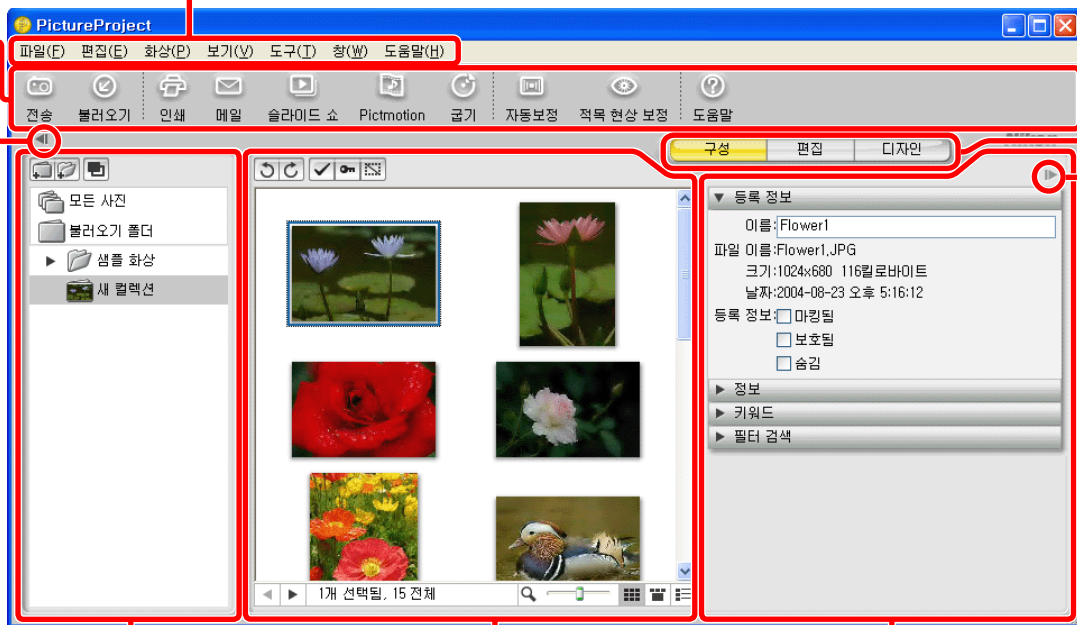 PictureProject
파일(F) 편집(E) 화상(P) 보기(V) 도구(T) 창(W) 도움말(H)
전송 불러오기 인쇄 메일 슬라이드 쇼 Pictmotion 굽기 자동보정 적목 현상 보정 도움말
구성 편집 디자인
모든 사진
불러오기 폴더
샘플 화상
새 컬렉션
1개 선택됨, 15 전체
등록 정보
이름: Flower1
파일 이름:Flower1.JPG
크기:1024x680 116킬로바이트
날짜:2004-08-23 오후 5:16:12
등록 정보: 마킹됨
보호됨
숨김
정보
키워드
필터 검색